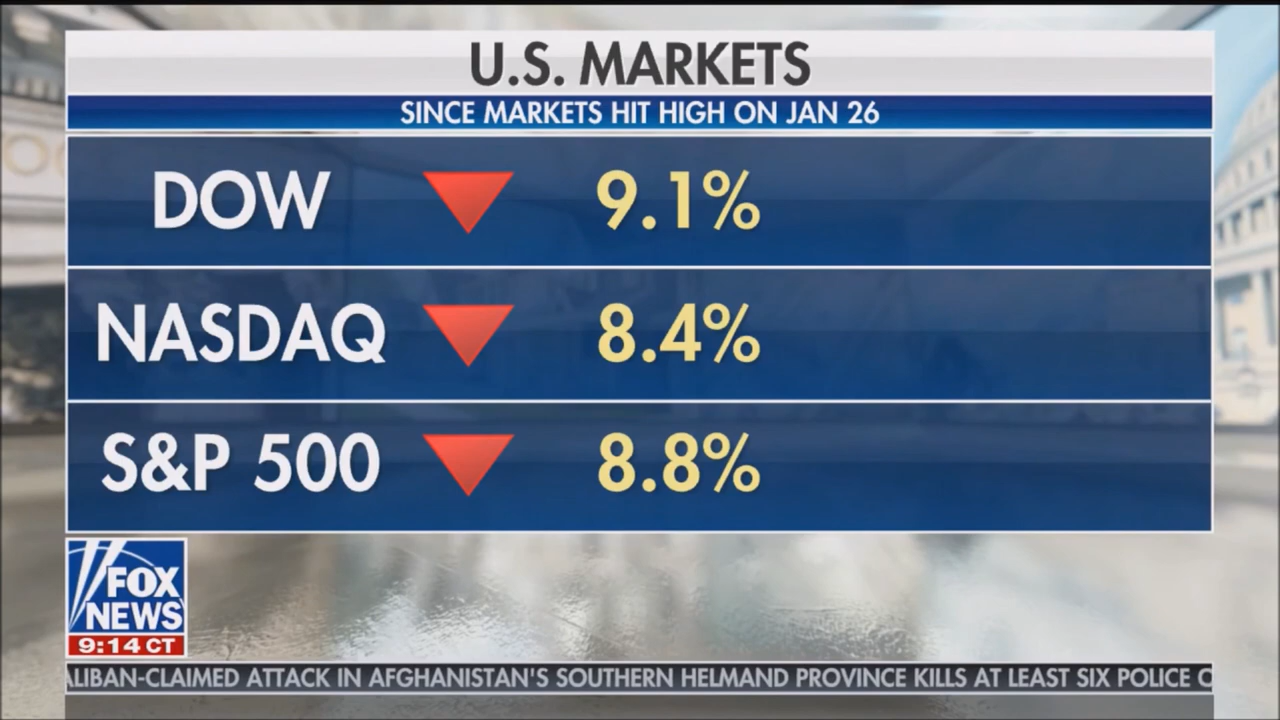 U.S. MARKETS
SINCE MARKETS HIT HIGH ON JAN 26
DOW 9.1%
NASDAQ 8.4%
S&P 500 8.8%
FOX
NEWS
9:14 CT
ALIBAN-CLAIMED ATTACK IN AFGHANISTAN'S SOUTHERN HELMAND PROVINCE KILLS AT LEAST SIX POLICE